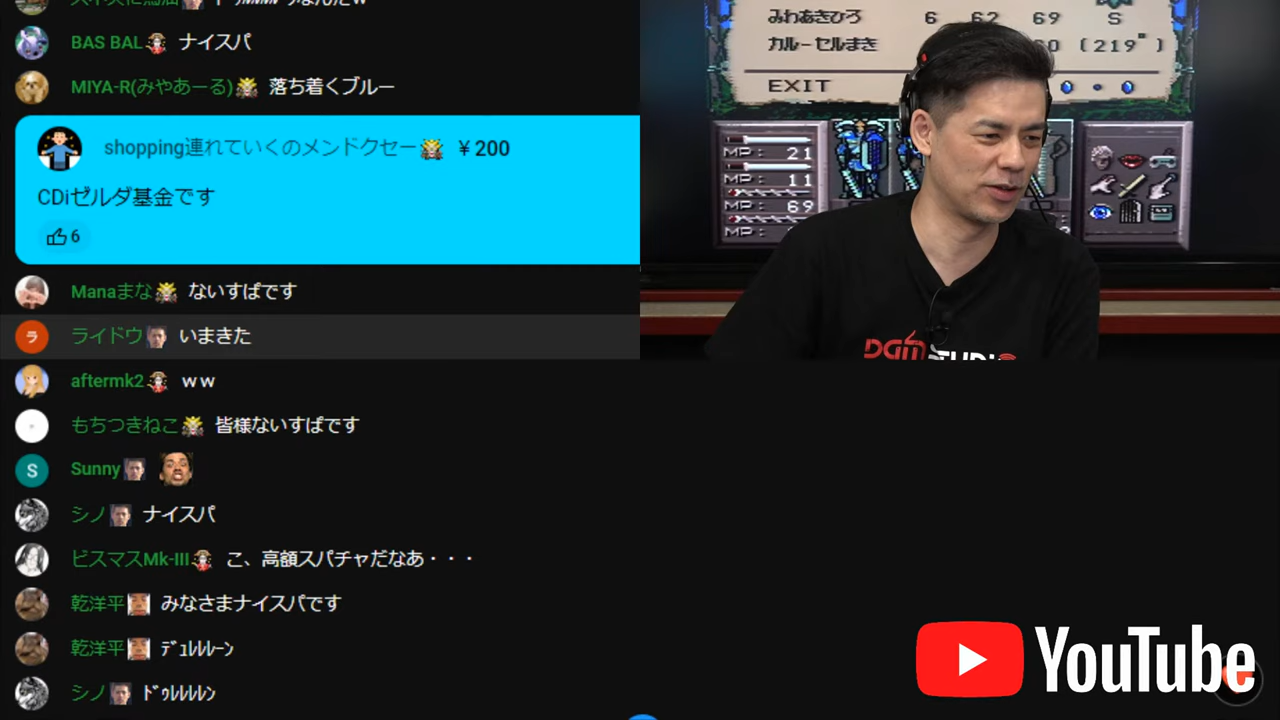 BAS BAL ナイスパ
MIYA-R(みやあーる) 落ち着くブルー
shopping連れていくのメンドクセー ￥200
CDiゼルダ基金です
6
Manaまな ないすぱです
ラ ライドウ いまきた
aftermk2 ｗｗ
もちつきねこ 皆様ないすぱです
S Sunny
シノ ナイスパ
ビスマスMk-III こ、高額スパチャだなあ・・・
乾洋平 みなさまナイスパです
乾洋平 ﾃﾞｭﾙﾙﾙｰﾝ
シノ ﾄﾞｩﾙﾙﾙﾙﾝ
みわあきひろ 6 62 69 S
カルーセルまき (219
EXIT
MP: 21
MP: 11
MP: 69
MP:
YouTube